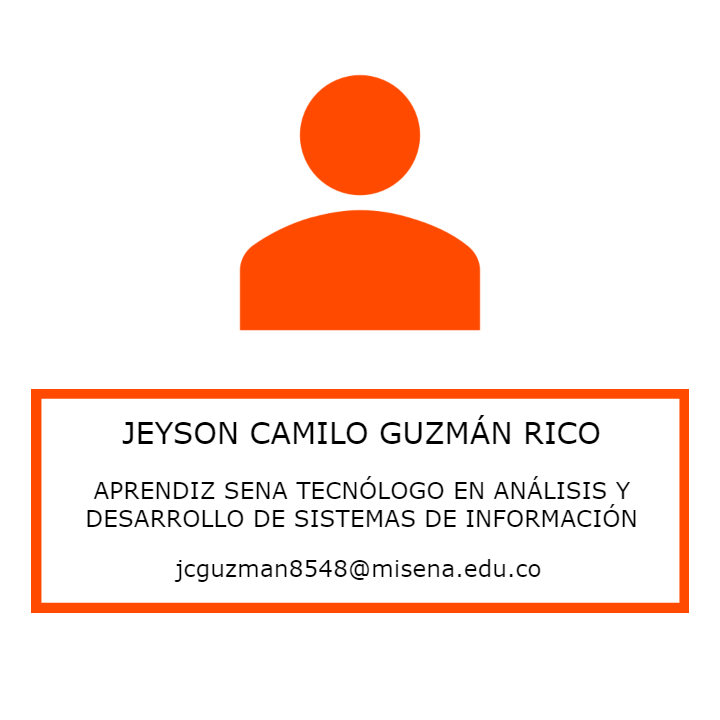 JEYSON CAMILO GUZMÁN RICO
APRENDIZ SENA TECNÓLOGO EN ANÁLISIS Y
DESARROLLO DE SISTEMAS DE INFORMACIÓN
jcguzman8548@misena.edu.co